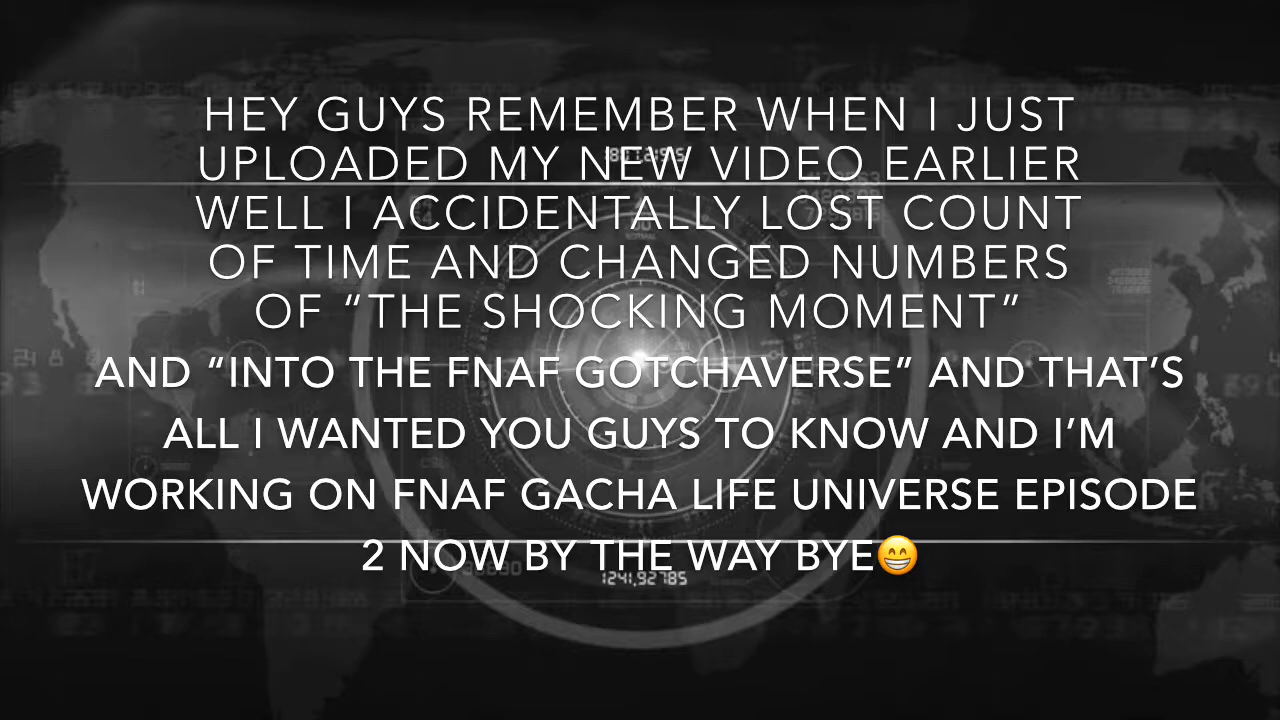 HEY GUYS REMEMBER WHEN I JUST
UPLOADED MY NEW VIDEO EARLIER
WELL I ACCIDENTALLY LOST COUNT
OF TIME AND CHANGED NUMBERS
OF “THE SHOCKING MOMENT”
AND “INTO THE FNAF GOTCHAVERSE” AND THAT’S
ALL I WANTED YOU GUYS TO KNOW AND I’M
WORKING ON FNAF GACHA LIFE UNIVERSE EPISODE
2 NOW BY THE WAY BYE😁
1241,92785